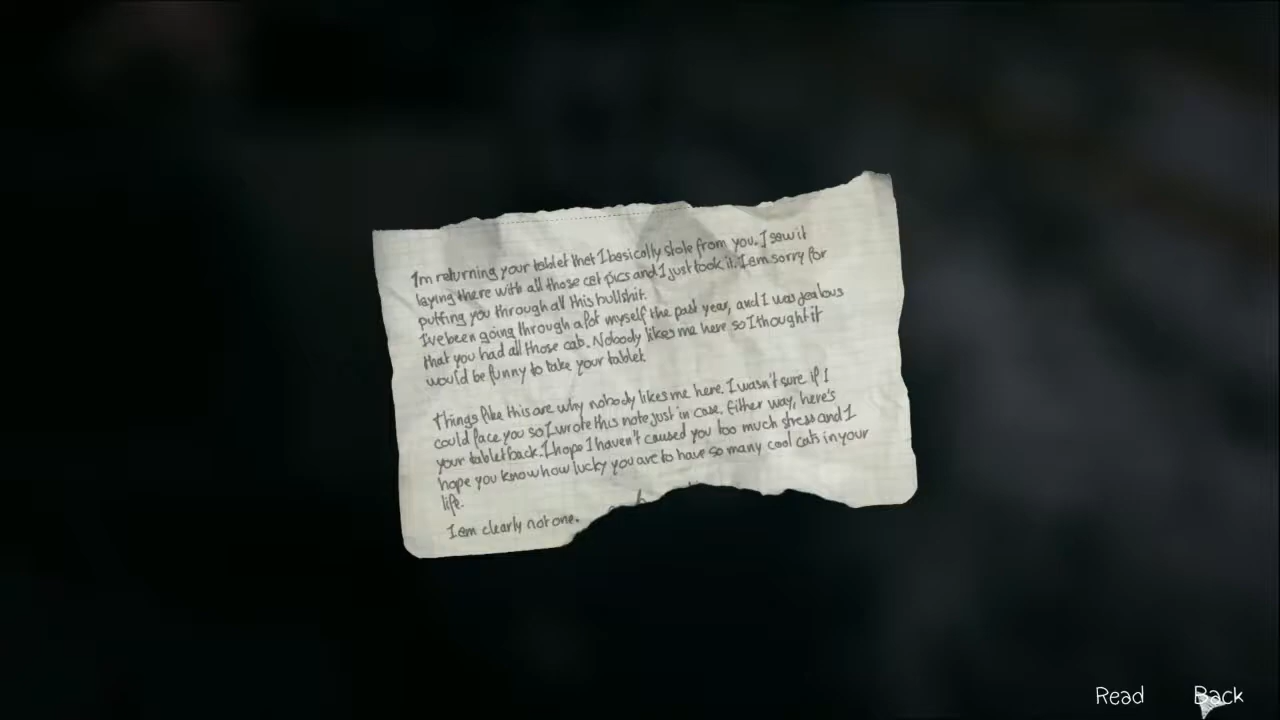 I'm returning your tablet that I basically stole from you. I saw it
laying there with all those cat pics and I just took it. I am sorry for
putting you through all this bullshit.
I've been going through a lot myself the past year, and I was jealous
that you had all those cab. Nobody likes me here so I thought it
would be funny to take your tablet.
Things like this are why nobody likes me here. I wasn't sure if I
could face you so I wrote this note just in case. Either way, here's
your tablet back. I hope I haven't caused you too much stress and I
hope you know how lucky you are to have so many cool cats in your
life.
I am clearly not one.
Read Back